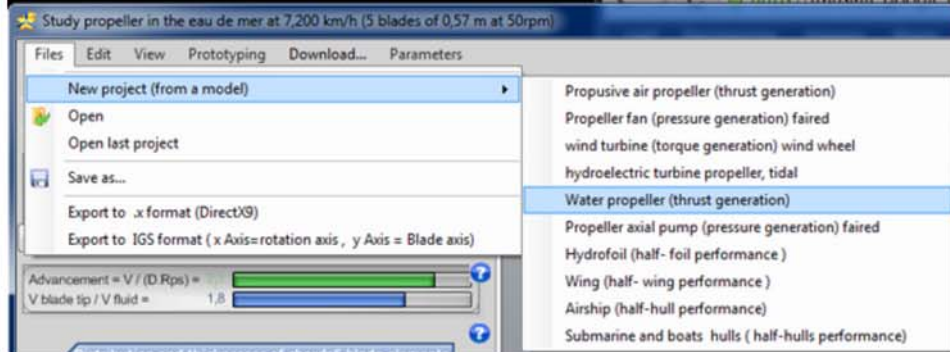 Study propeller in the eau de mer at 7,200 km/h (5 blades of 0,57 m at 50rpm)
Files Edit View Prototyping Download... Parameters
New project (from a model)
Open
Open last project
Save as...
Export to .x format (DirectX9)
Export to IGS format ( x Axis=rotation axis , y Axis = Blade axis)
Propusive air propeller (thrust generation)
Propeller fan (pressure generation) faired
wind turbine (torque generation) wind wheel
hydroelectric turbine propeller, tidal
Water propeller (thrust generation)
Propeller axial pump (pressure generation) faired
Hydrofoil (half- foil performance )
Wing (half- wing performance )
Airship (half-hull performance)
Submarine and boats hulls ( half-hulls performance)
Advancement = V / (D.Rps) =
V blade tip / V fluid = 1,8